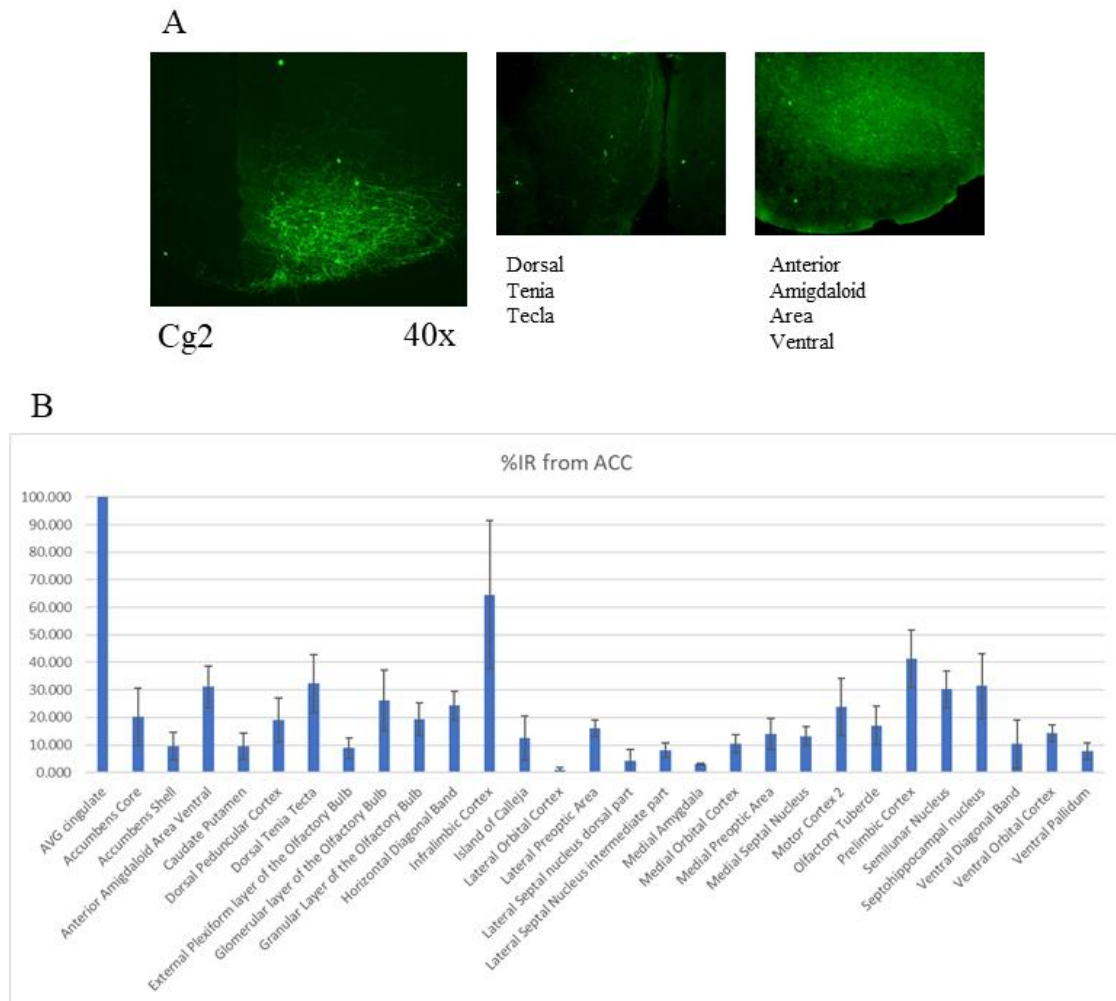 A
Cg2 40x
Dorsal
Tenia
Tecla
Anterior
Amigdaloid
Area
Ventral
B
%IR from ACC
100.000
90.000
80.000
70.000
60.000
50.000
40.000
30.000
20.000
10.000
0.000
AVG cingulate
Accumbens Core
Accumbens Shell
Anterior Amigdaloid Area Ventral
Caudate Putamen
Dorsal Peduncular Cortex
Dorsal Tenia Tecta
External Plexiform layer of the Olfactory Bulb
Glomerular layer of the Olfactory Bulb
Granular Layer of the Olfactory Bulb
Horizontal Diagonal Band
Infralimbic Cortex
Island of Calleja
Lateral Orbital Cortex
Lateral Preoptic Area
Lateral Septal nucleus dorsal part
Lateral Septal Nucleus intermediate part
Medial Amygdala
Medial Orbital Cortex
Medial Preoptic Area
Medial Septal Nucleus
Motor Cortex 2
Olfactory Tubercle
Prelimbic Cortex
Semilunar Nucleus
Septohippocampal nucleus
Ventral Diagonal Band
Ventral Orbital Cortex
Ventral Pallidum